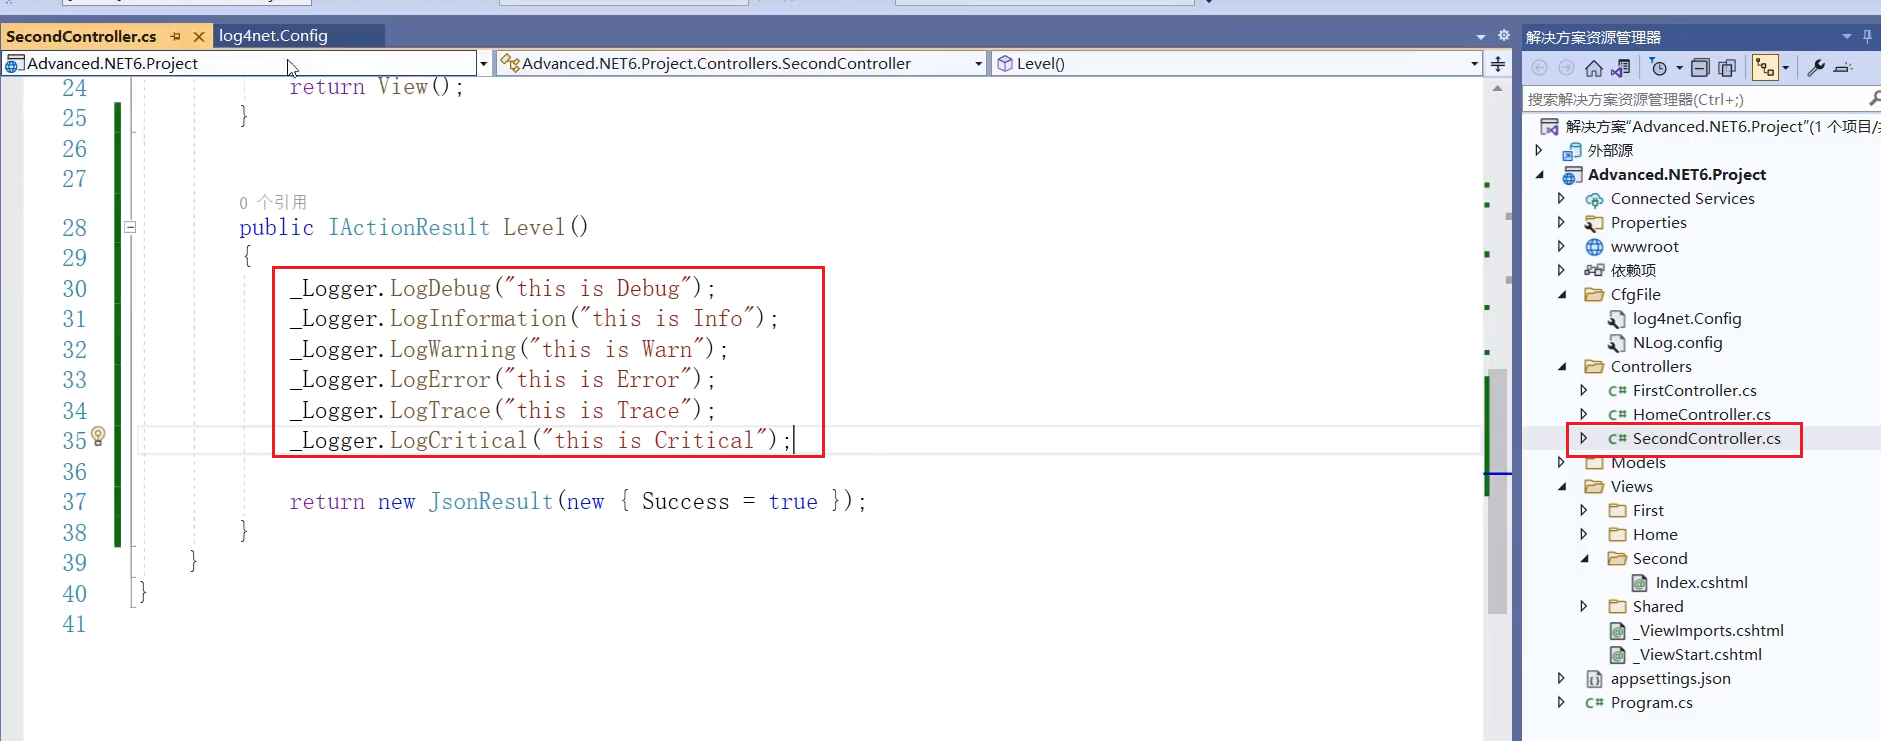 SecondController.cs
log4net.Config
Advanced.NET6.Project
Advanced.NET6.Project.Controllers.SecondController
Level()
24 return View();
25 }
26
27
0 个引用
28 public IActionResult Level()
29 {
30 _Logger.LogDebug("this is Debug");
31 _Logger.LogInformation("this is Info");
32 _Logger.LogWarning("this is Warn");
33 _Logger.LogError("this is Error");
34 _Logger.LogTrace("this is Trace");
35 _Logger.LogCritical("this is Critical");
36
37 return new JsonResult(new { Success = true });
38 }
39 }
40 }
41
解决方案资源管理器
搜索解决方案资源管理器(Ctrl+;)
解决方案"Advanced.NET6.Project"(1 个项目/
外部源
Advanced.NET6.Project
Connected Services
Properties
wwwroot
依赖项
CfgFile
log4net.Config
NLog.config
Controllers
C# FirstController.cs
C# HomeController.cs
C# SecondController.cs
Models
Views
First
Home
Second
Index.cshtml
Shared
_ViewImports.cshtml
_ViewStart.cshtml
appsettings.json
C# Program.cs